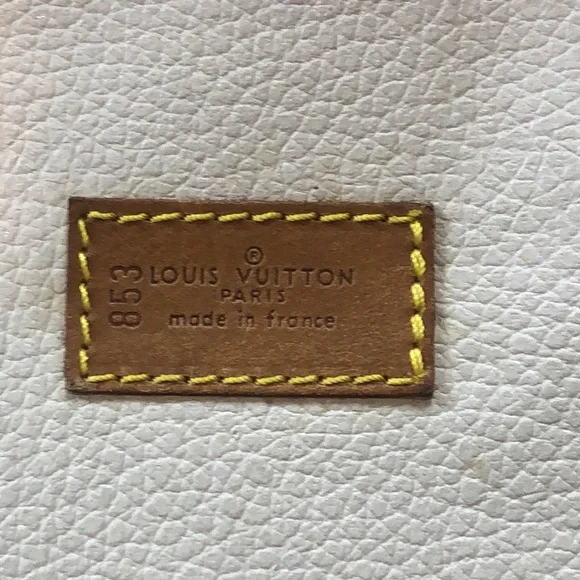 853
®
LOUIS VUITTON
PARIS
made in france